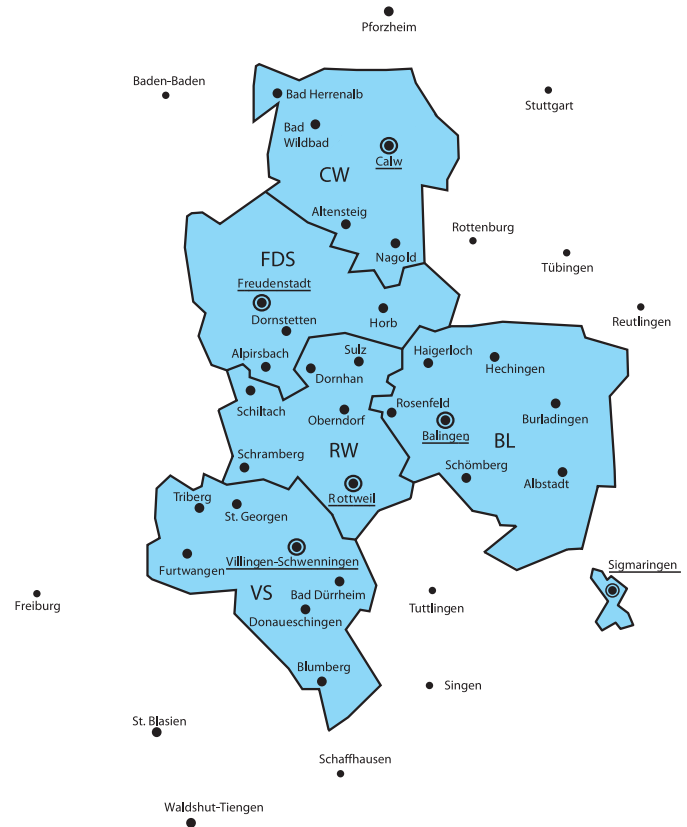 Pforzheim
Baden-Baden
Stuttgart
Bad Herrenalb
Bad
Wildbad
Calw
CW
Altensteig
Rottenburg
Nagold
Tübingen
FDS
Freudenstadt
Dornstetten
Horb
Reutlingen
Sulz
Haigerloch
Hechingen
Alpirsbach
Dornhan
Schiltach
Oberndorf
Rosenfeld
Burladingen
Balingen
BL
RW
Schramberg
Schömberg
Albstadt
Rottweil
Triberg
St. Georgen
Furtwangen
Villingen-Schwenningen
Sigmaringen
VS
Bad Dürrheim
Freiburg
Tuttlingen
Donaueschingen
Blumberg
Singen
St. Blasien
Schaffhausen
Waldshut-Tiengen